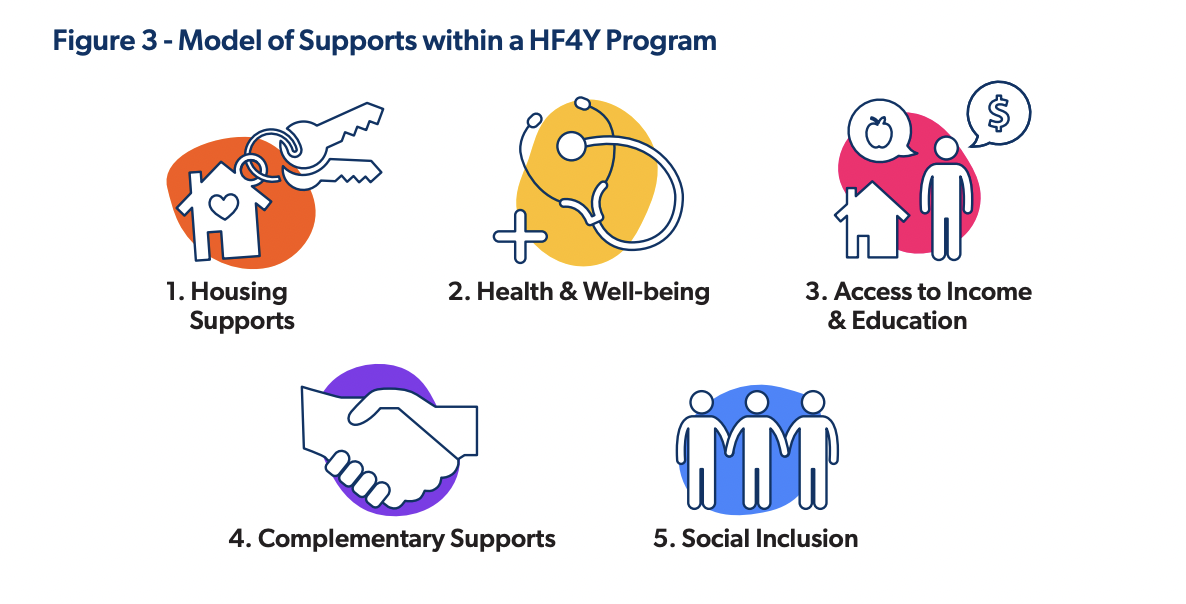 Figure 3 - Model of Supports within a HF4Y Program
$
1. Housing
Supports
2. Health & Well-being
3. Access to Income
& Education
4. Complementary Supports
5. Social Inclusion